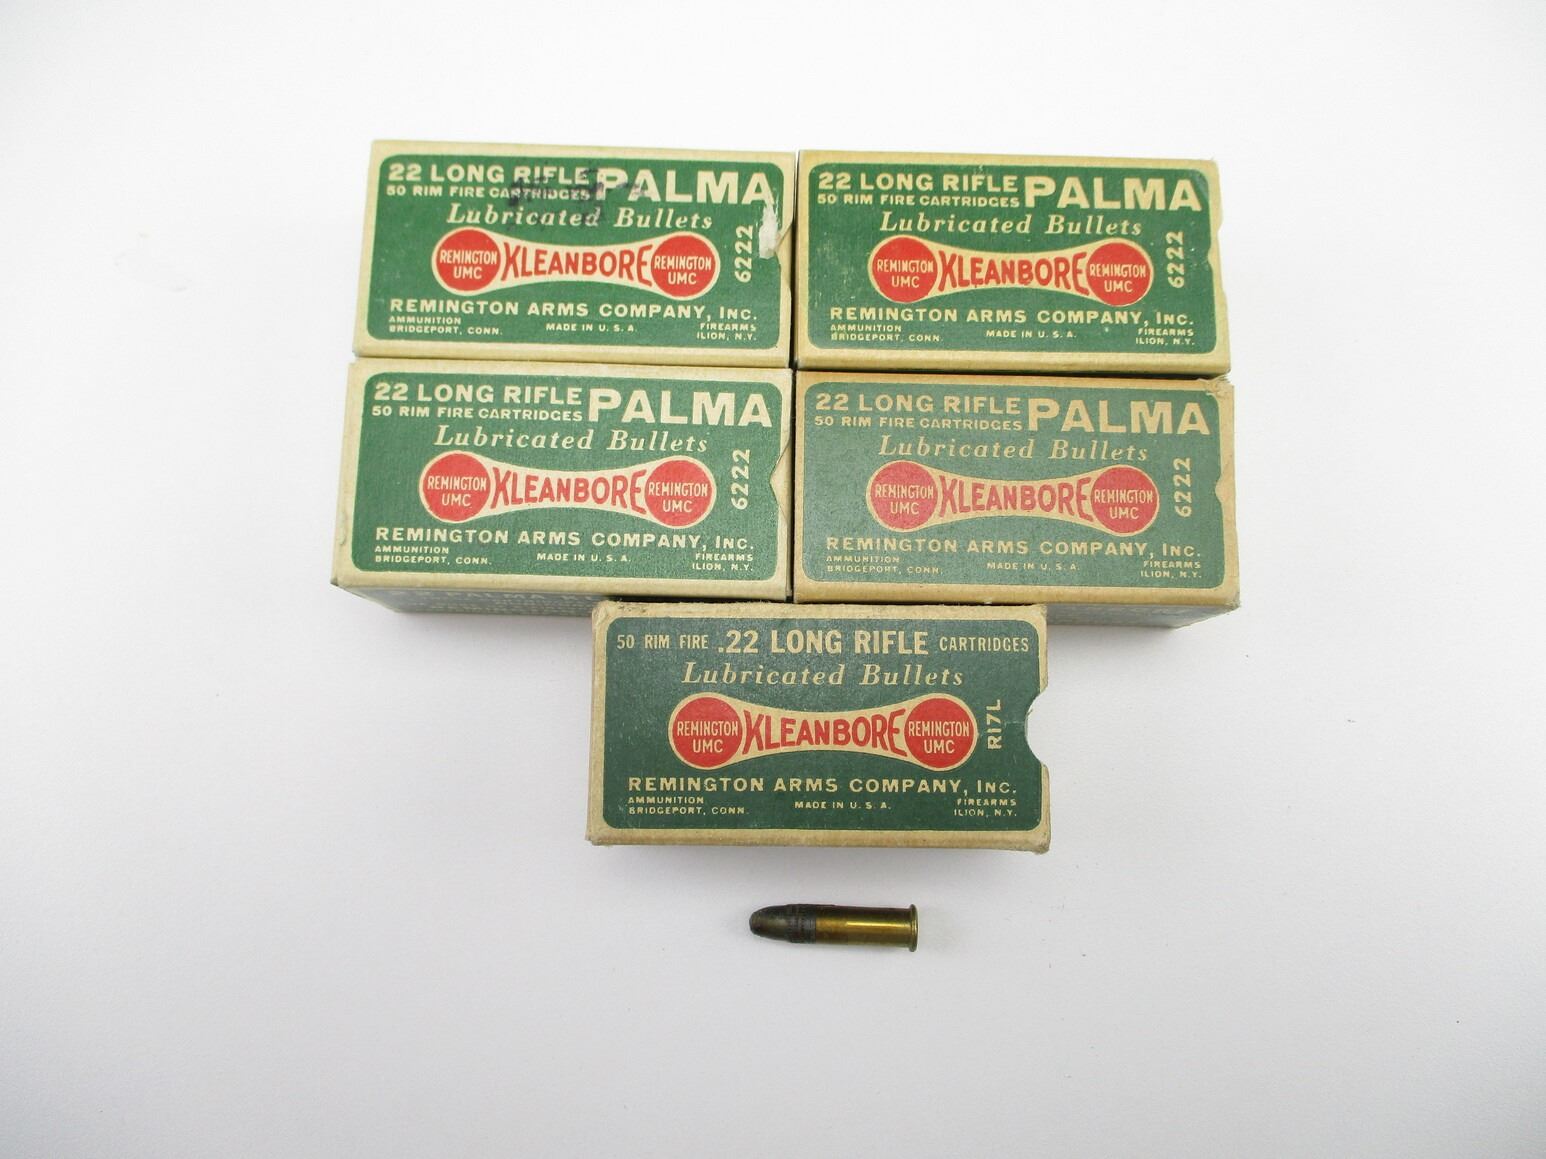 22 LONG RIFLE PALMA
50 RIM FIRE CARTRIDGES
Lubricated Bullets
REMINGTON UMC KLEANBORE REMINGTON UMC
6222
REMINGTON ARMS COMPANY, INC.
AMMUNITION MADE IN U. S. A FIREARMS
BRIDGEPORT, CONN. ILION, N.Y.
22 LONG RIFLE PALMA
50 RIM FIRE CARTRIDGES
Lubricated Bullets
REMINGTON UMC KLEANBORE REMINGTON UMC
6222
REMINGTON ARMS COMPANY, INC.
AMMUNITION MADE IN U. S. A. FIREARMS
BRIDGEPORT, CONN. ILION, N.Y.
22 LONG RIFLE PALMA
50 RIM FIRE CARTRIDGES
Lubricated Bullets
REMINGTON UMC KLEANBORE REMINGTON UMC
6222
REMINGTON ARMS COMPANY, INC.
AMMUNITION MADE IN U. S. A. FIREARMS
BRIDGEPORT, CONN. ILION, N.Y.
22 LONG RIFLE PALMA
50 RIM FIRE CARTRIDGES
Lubricated Bullets
REMINGTON UMC KLEANBORE REMINGTON UMC
6222
REMINGTON ARMS COMPANY, INC.
AMMUNITION MADE IN U. S. A. FIREARMS
BRIDGEPORT, CONN. ILION, N.Y.
50 RIM FIRE .22 LONG RIFLE CARTRIDGES
Lubricated Bullets
REMINGTON UMC KLEANBORE REMINGTON UMC
R17L
REMINGTON ARMS COMPANY, INC.
AMMUNITION MADE IN U. S. A. FIREARMS
BRIDGEPORT, CONN. ILION, N.Y.